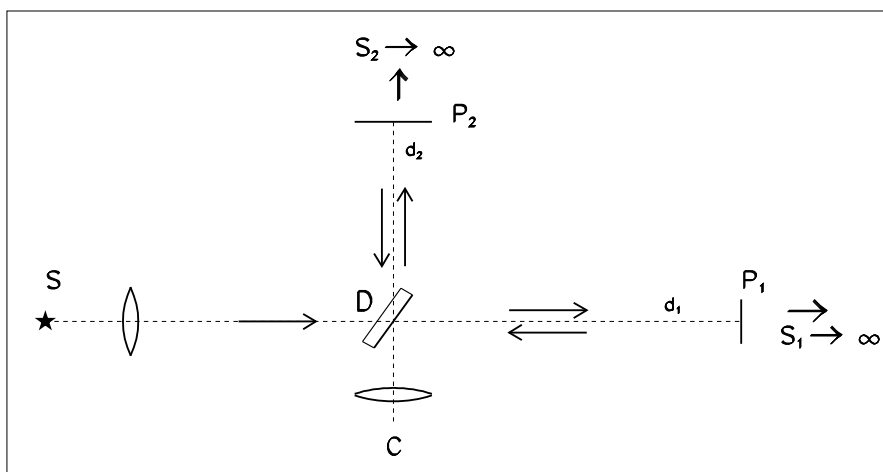 S₂ → ∞
P₂
d₂
S
D
P₁
d₁
S₁ → ∞
C